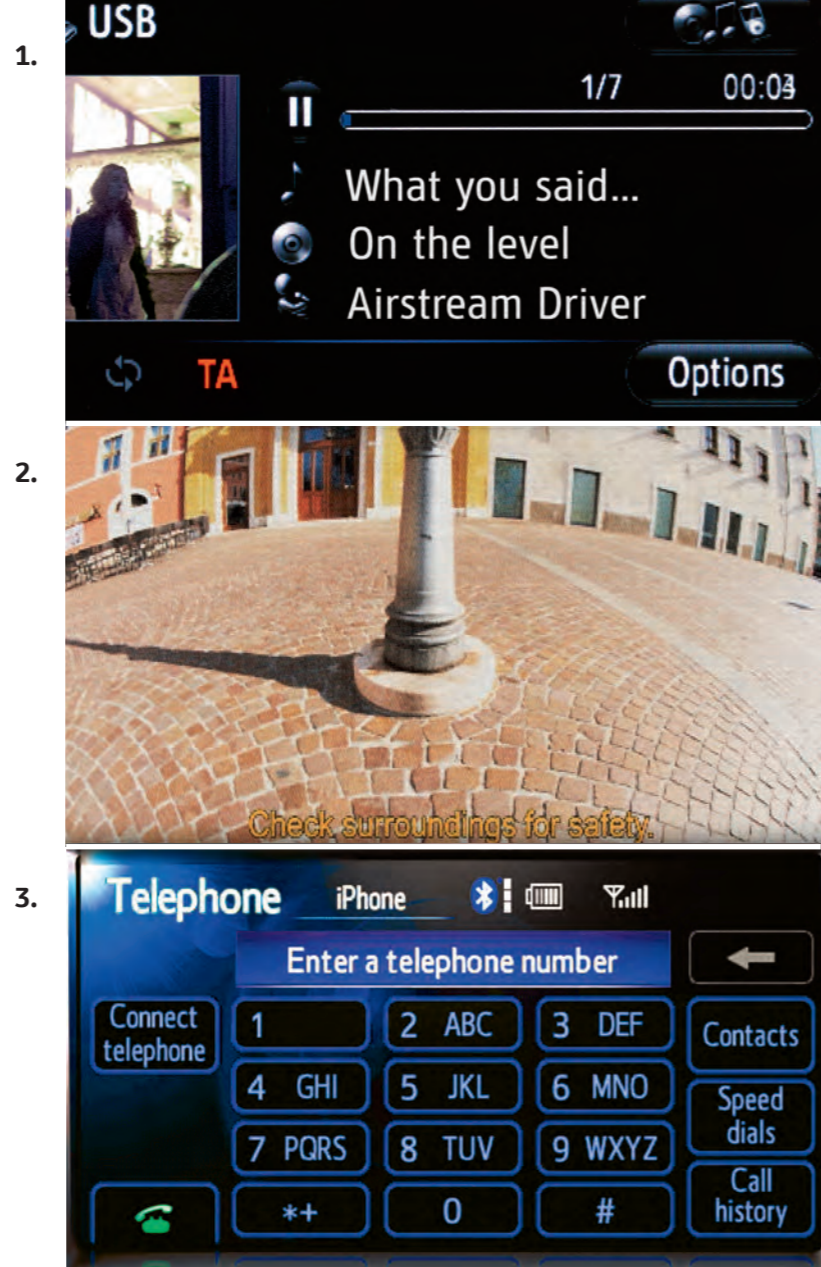 1.
USB
1/7 00:03
What you said...
On the level
Airstream Driver
TA
Options
2.
Check surroundings for safety.
3.
Telephone iPhone
Enter a telephone number
Connect telephone
1
2 ABC
3 DEF
Contacts
4 GHI
5 JKL
6 MNO
Speed dials
7 PQRS
8 TUV
9 WXYZ
Call history
*+
0
#